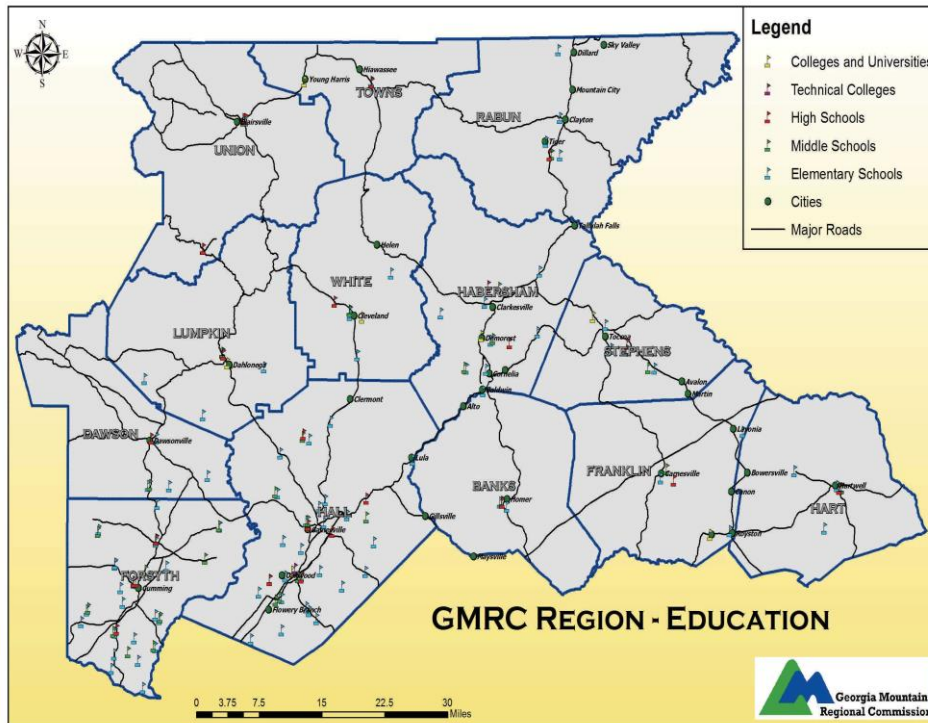 N
W
E
S
Legend
Colleges and Universities
Technical Colleges
High Schools
Middle Schools
Elementary Schools
Cities
Major Roads
Sky Valley
Dillard
Hiawassee
Young Harris
TOWNS
Mountain City
RABUN
Clayton
Blairsville
UNION
Tiger
Tallulah Falls
Helen
WHITE
HABERSHAM
Clarkesville
Cleveland
LUMPKIN
Demorest
Toccoa
STEPHENS
Dahlonega
Cornelia
Avalon
Baldwin
Martin
Clermont
Alto
DAWSON
Dawsonville
Lavonia
Lula
FRANKLIN
Carnesville
Bowersville
BANKS
Homer
Hartwell
Canon
HART
HALL
Gillsville
Gainesville
Royston
Maysville
FORSYTH
Cumming
Oakwood
Flowery Branch
GMRC REGION - EDUCATION
0 3.75 7.5 15 22.5 30
Miles
Georgia Mountain
Regional Commission